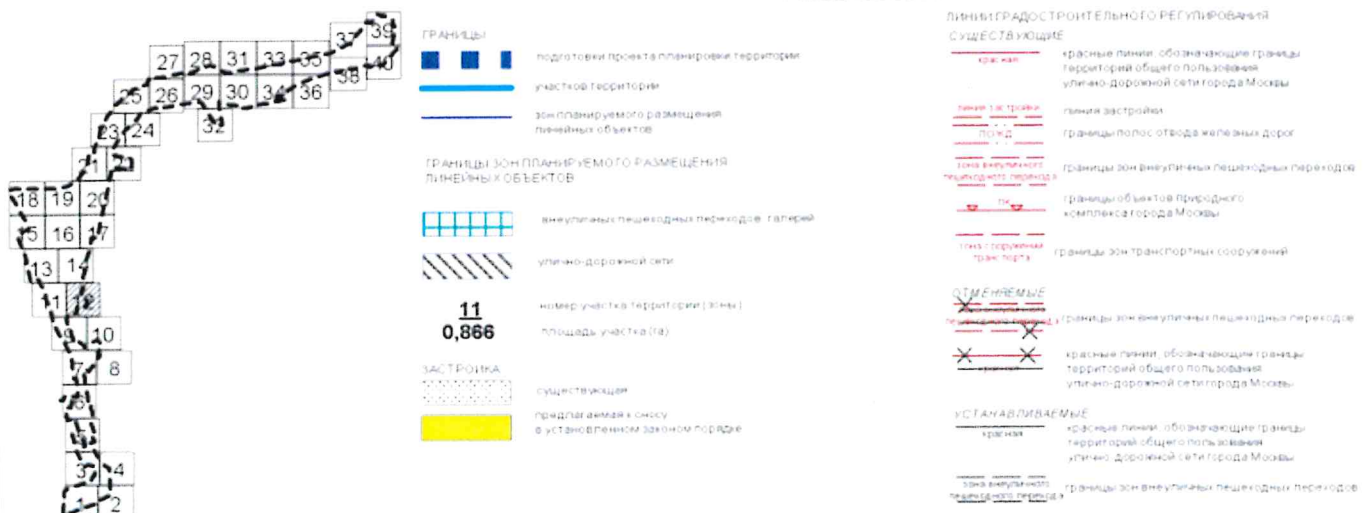 39
37
27 28 31 33 35 40
38
25 26 29 30 34 36
32
23 24
21
18 19 20
15 16 17
13 14
11 12
9 10
7 8
6
5
3 4
1 2
ГРАНИЦЫ
подготовки проекта планировки территории
участков территории
зон планируемого размещения
линейных объектов
ГРАНИЦЫ ЗОН ПЛАНИРУЕМОГО РАЗМЕЩЕНИЯ
ЛИНЕЙНЫХ ОБЪЕКТОВ
внеуличных пешеходных переходов, галерей
улично-дорожной сети
11
номер участка территории (зоны)
0,866
площадь участка (га)
ЗАСТРОЙКА
существующая
предлагаемая к сносу
в установленном законом порядке
ЛИНИИ ГРАДОСТРОИТЕЛЬНОГО РЕГУЛИРОВАНИЯ
СУЩЕСТВУЮЩИЕ
красная
красные линии, обозначающие границы
территорий общего пользования
улично-дорожной сети города Москвы
линия застройки
линия застройки
ПОЖД
границы полос отвода железных дорог
зона внеуличного
пешеходного перехода
границы зон внеуличных пешеходных переходов
ПК
границы объектов природного
комплекса города Москвы
зона сооружений
транспорта
границы зон транспортных сооружений
ОТМЕНЯЕМЫЕ
зона внеуличного
пешеходного перехода
границы зон внеуличных пешеходных переходов
красная
красные линии, обозначающие границы
территорий общего пользования
улично-дорожной сети города Москвы
УСТАНАВЛИВАЕМЫЕ
красная
красные линии, обозначающие границы
территорий общего пользования
улично-дорожной сети города Москвы
зона внеуличного
пешеходного перехода
границы зон внеуличных пешеходных переходов